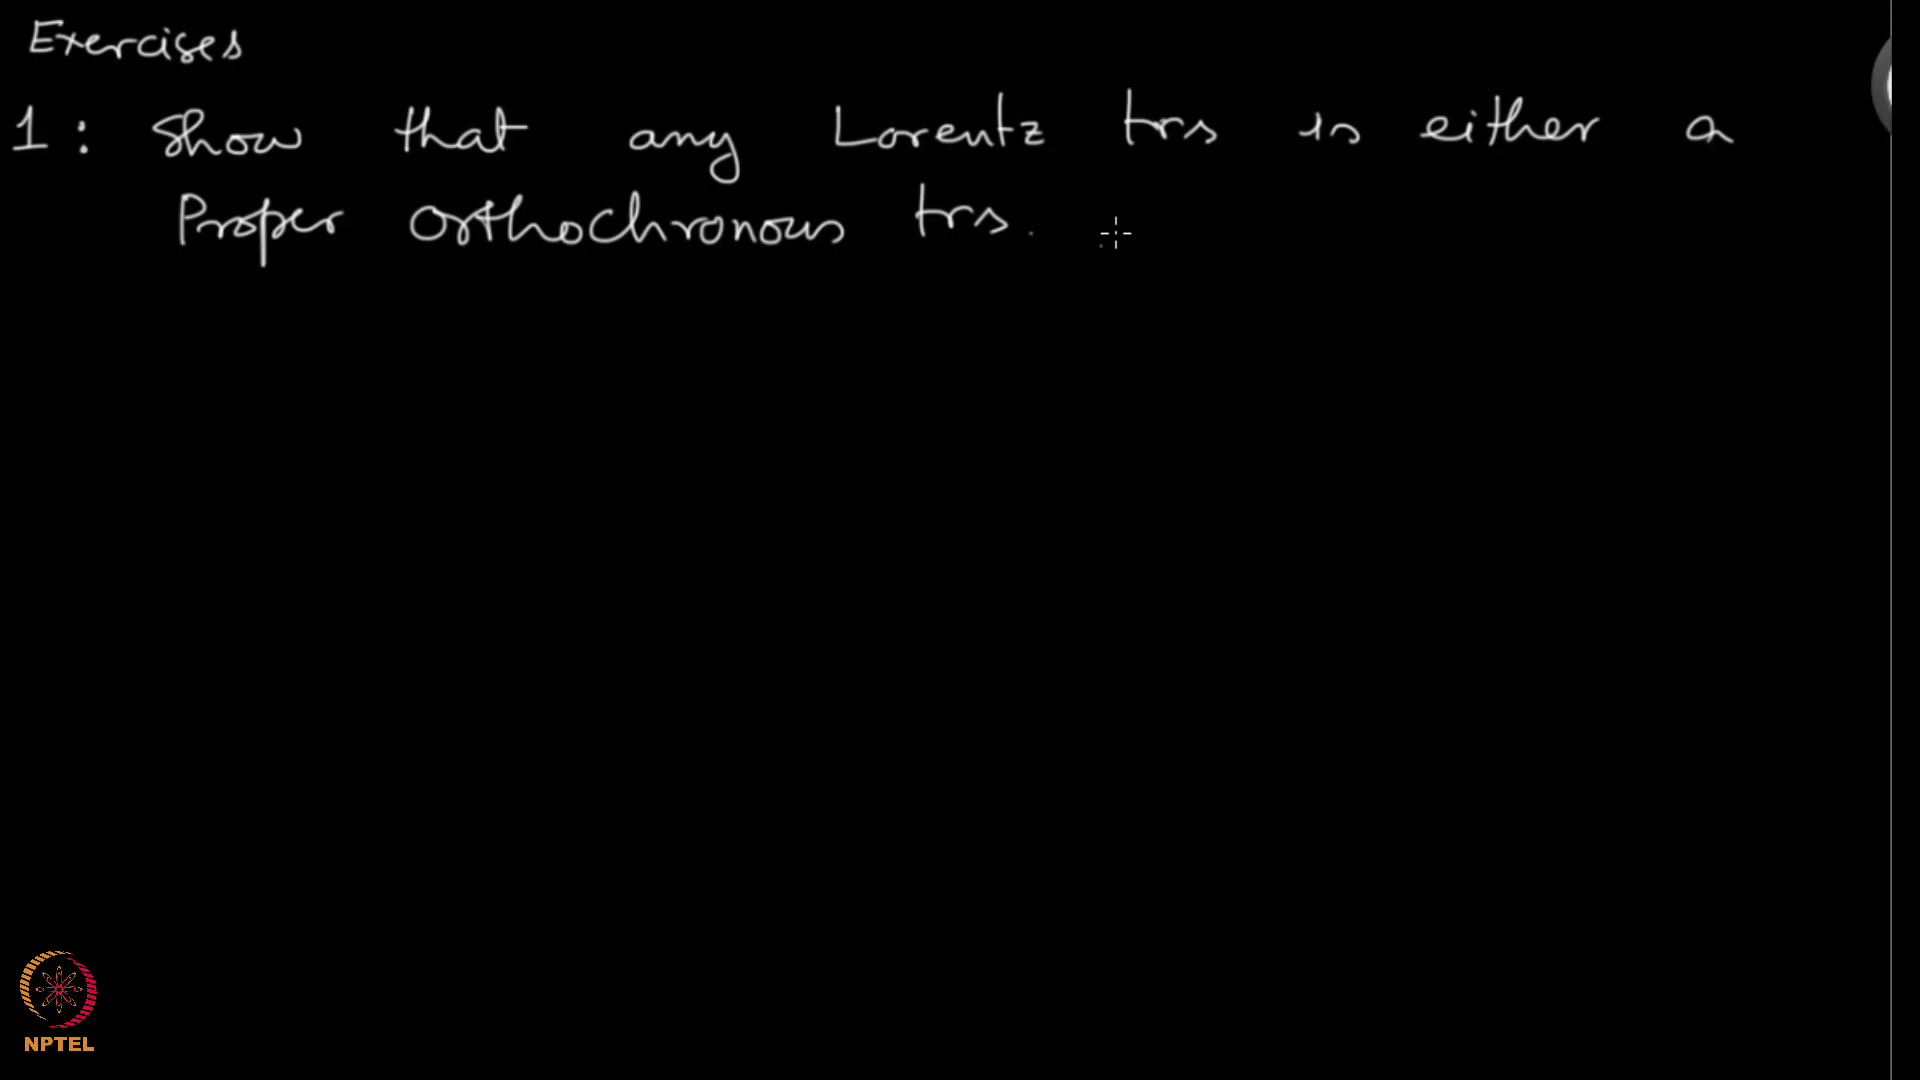 Exercises
1: Show that any Lorentz trs is either a
Proper Orthochronous trs.
NPTEL